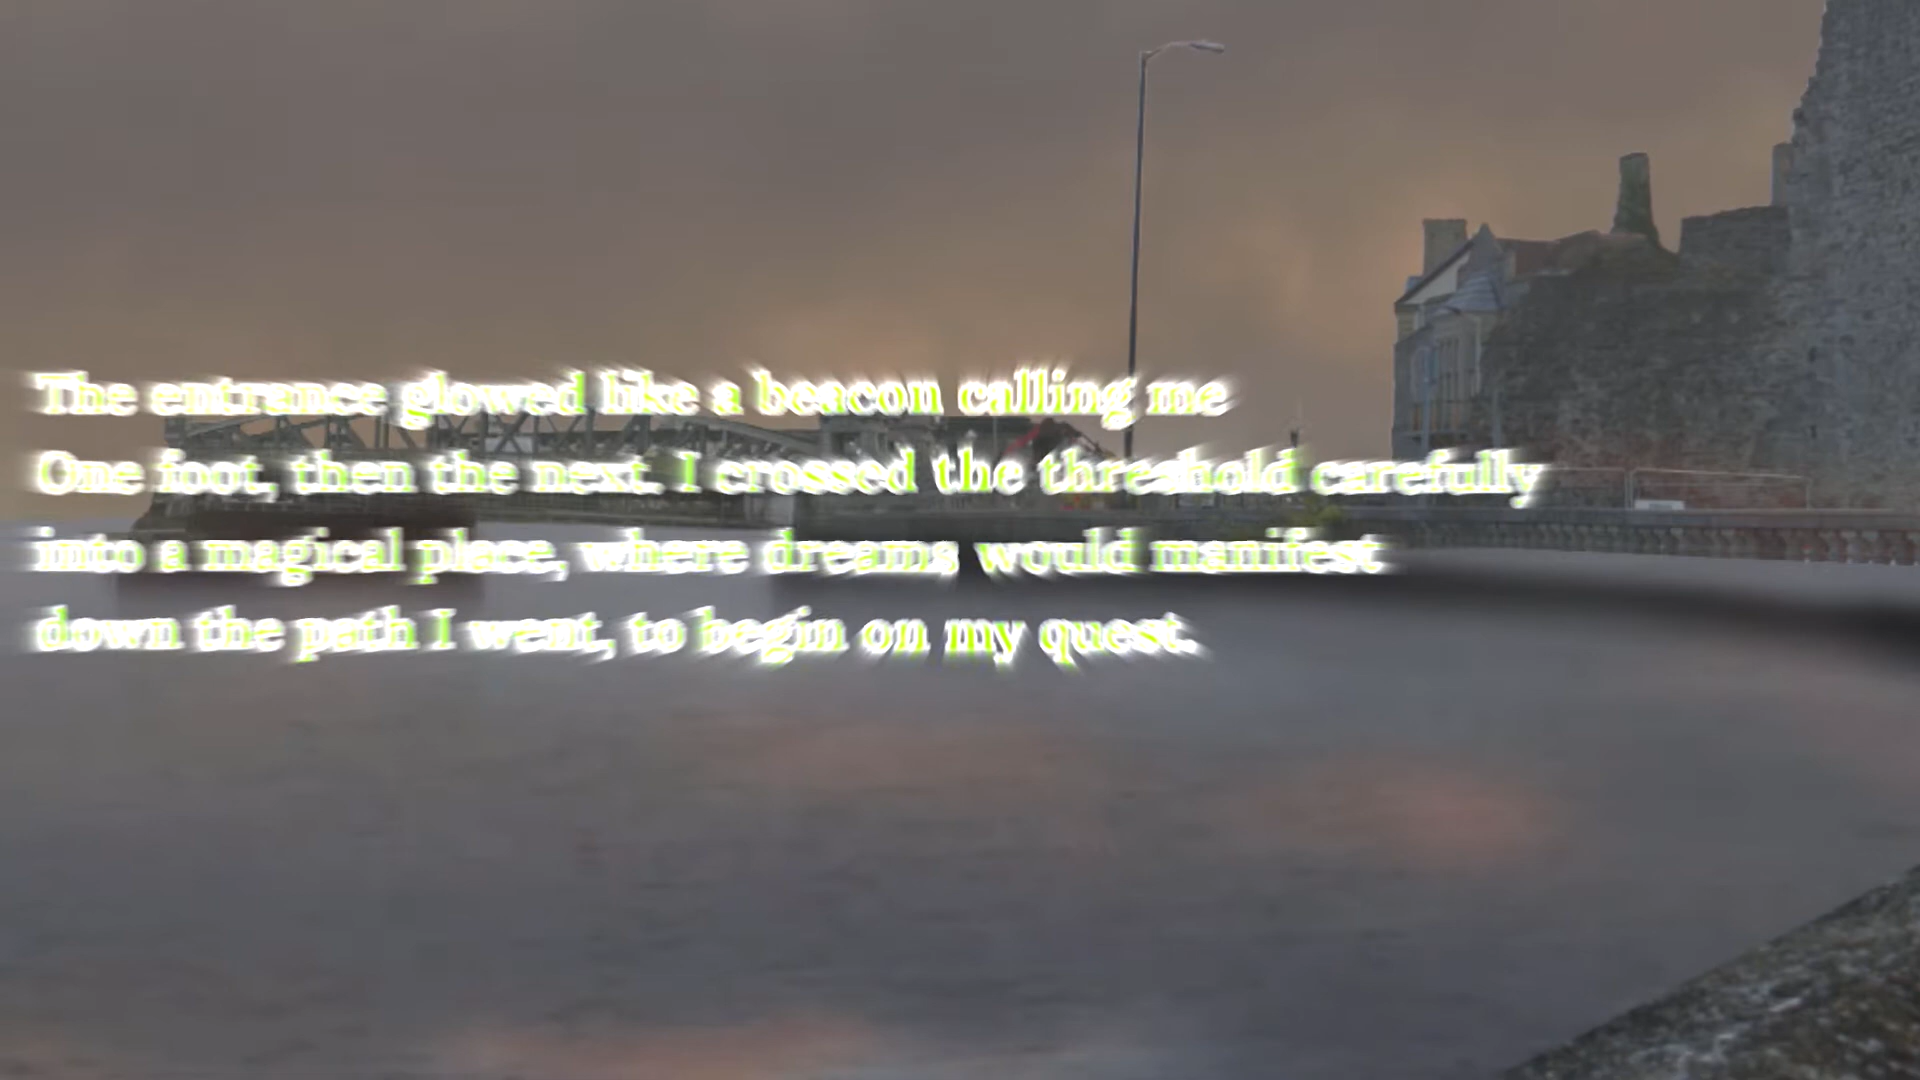 The entrance glowed like a beacon calling me
One foot, then the next. I crossed the threshold carefully
into a magical place, where dreams would manifest
down the path I went, to begin on my quest.